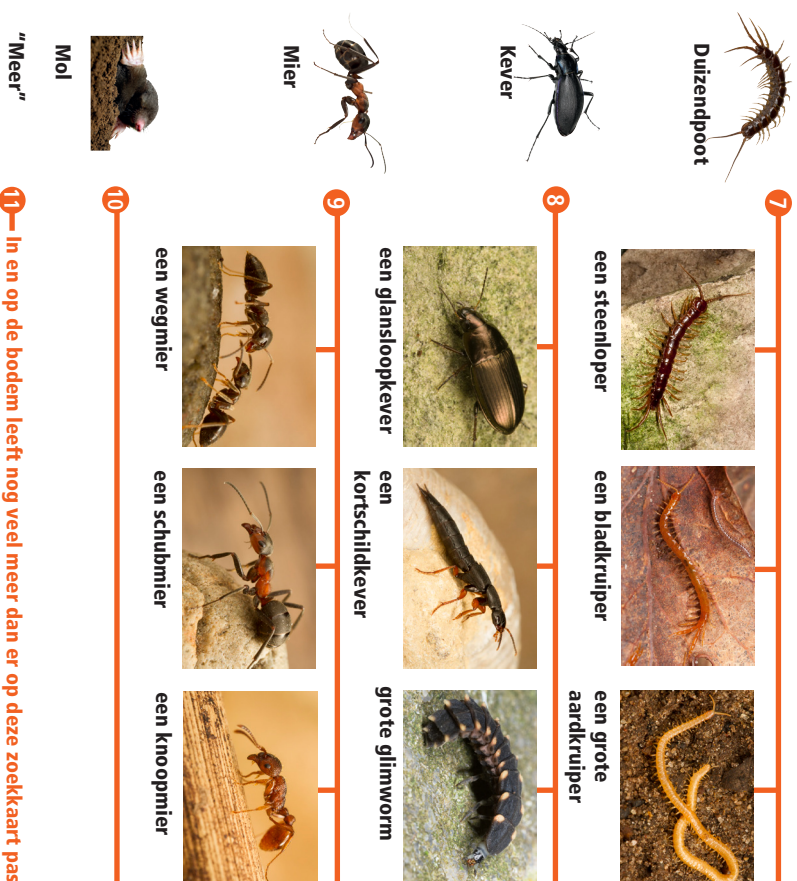 Duizendpoot
7
een steenloper
een bladkruiper
een grote
aardkruiper
Kever
8
een glansloopkever
een
kortschildkever
grote glimworm
Mier
9
een wegmier
een schubmier
een knoopmier
Mol
10
“Meer”
11
In en op de bodem leeft nog veel meer dan er op deze zoekkaart pas